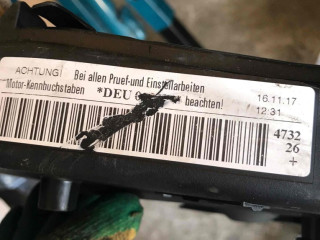 ACHTUNG! Bei allen Pruef-und Einstellarbeiten
Motor-Kennbuchstaben *DEU beachten!
16.11.17
12:31
4732
26
+